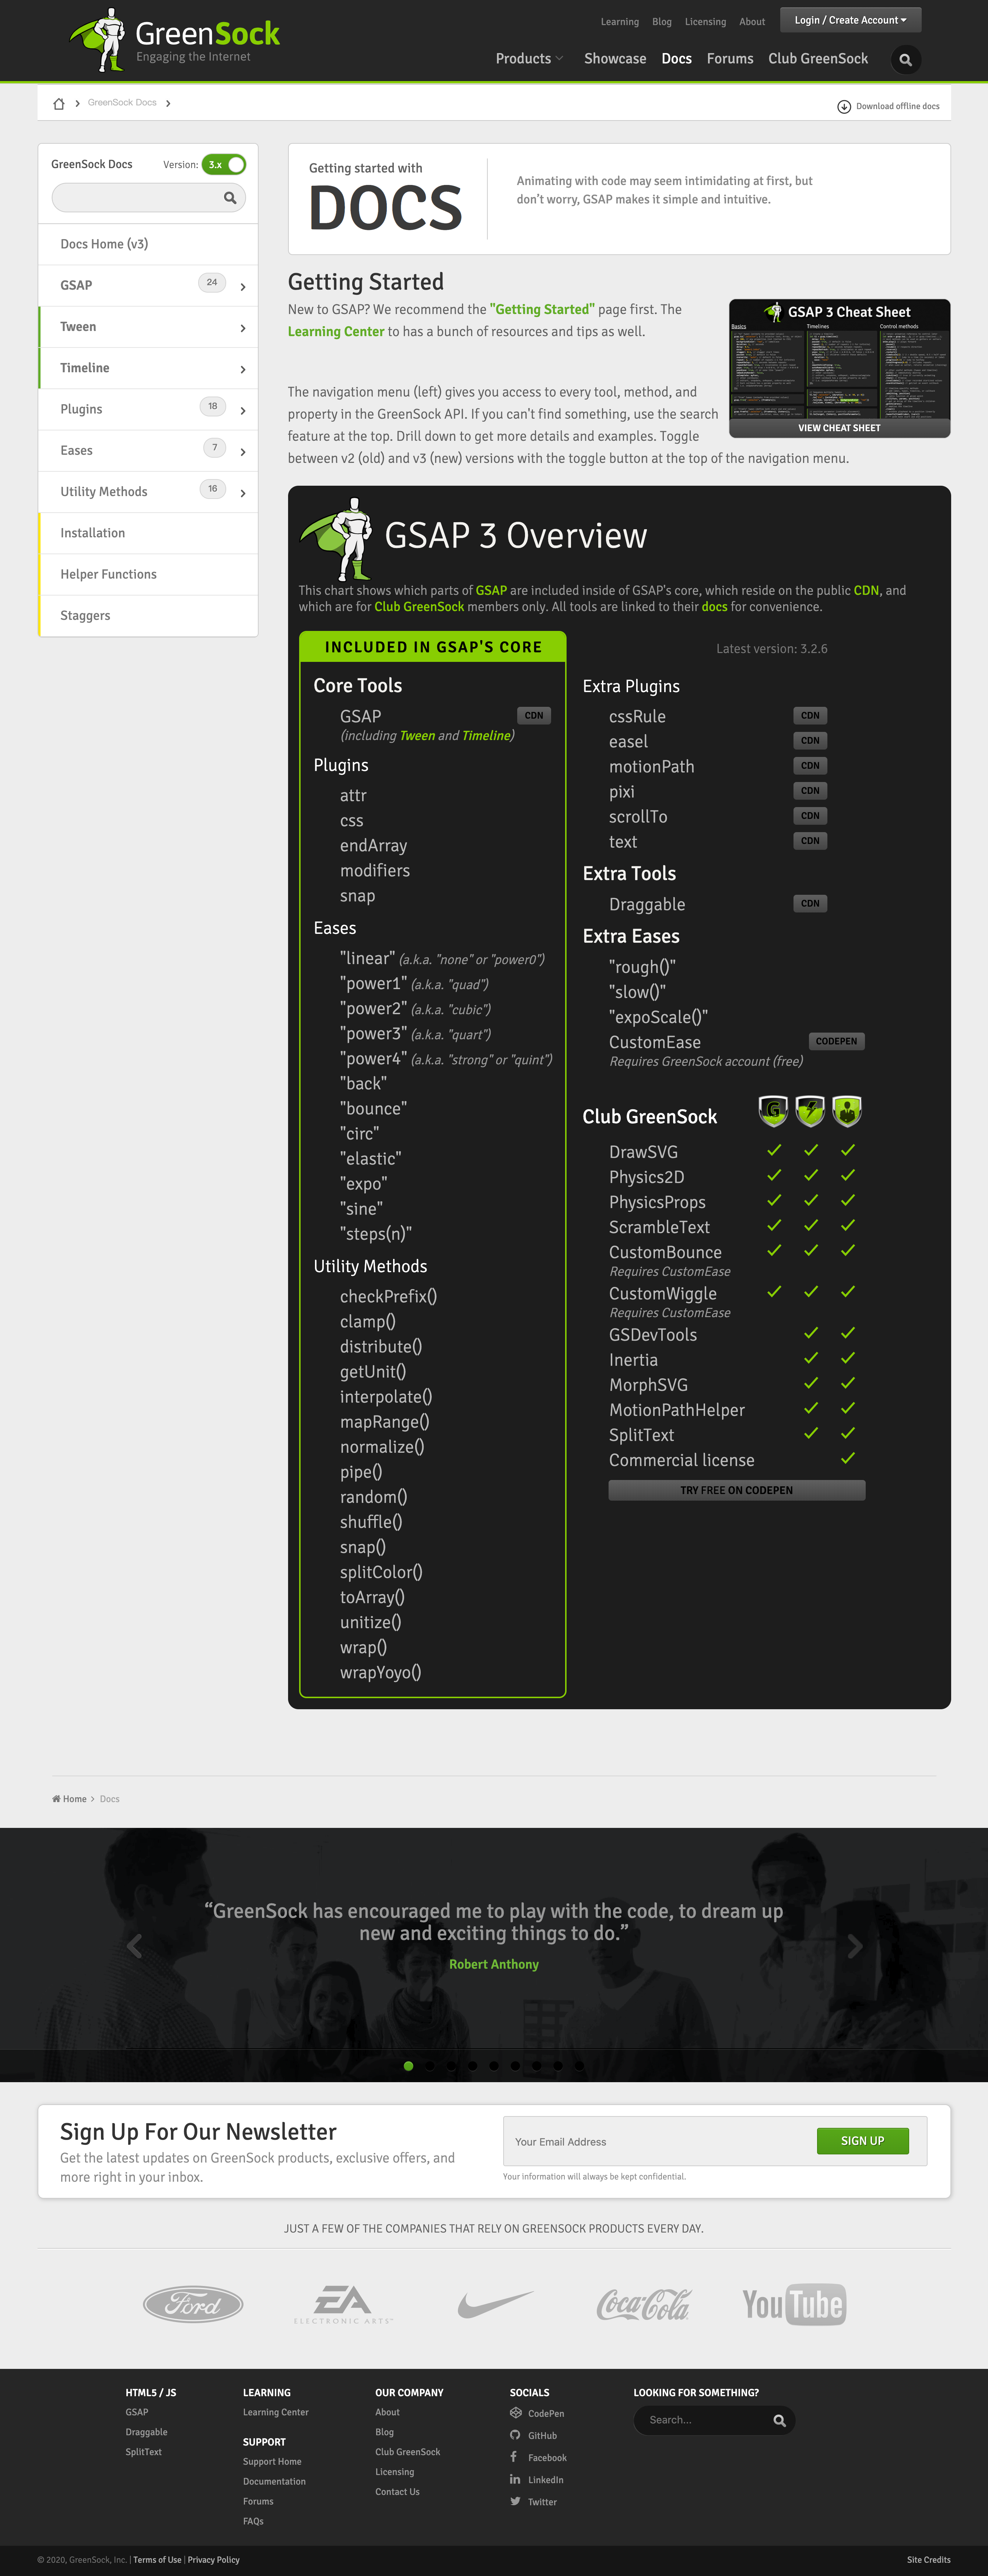 GreenSock
Engaging the Internet
Learning Blog Licensing About Login / Create Account
Products Showcase Docs Forums Club GreenSock
GreenSock Docs
Download offline docs
GreenSock Docs Version: 3.x
Docs Home (v3)
GSAP 24
Tween
Timeline
Plugins 18
Eases 7
Utility Methods 16
Installation
Helper Functions
Staggers
Getting started with
DOCS
Animating with code may seem intimidating at first, but
don't worry, GSAP makes it simple and intuitive.
Getting Started
New to GSAP? We recommend the "Getting Started" page first. The
Learning Center to has a bunch of resources and tips as well.
GSAP 3 Cheat Sheet
Basics Timelines Control methods
VIEW CHEAT SHEET
The navigation menu (left) gives you access to every tool, method, and
property in the GreenSock API. If you can't find something, use the search
feature at the top. Drill down to get more details and examples. Toggle
between v2 (old) and v3 (new) versions with the toggle button at the top of the navigation menu.
GSAP 3 Overview
This chart shows which parts of GSAP are included inside of GSAP's core, which reside on the public CDN, and
which are for Club GreenSock members only. All tools are linked to their docs for convenience.
INCLUDED IN GSAP'S CORE
Core Tools
GSAP CDN
(including Tween and Timeline)
Plugins
attr
css
endArray
modifiers
snap
Eases
"linear" (a.k.a. "none" or "power0")
"power1" (a.k.a. "quad")
"power2" (a.k.a. "cubic")
"power3" (a.k.a. "quart")
"power4" (a.k.a. "strong" or "quint")
"back"
"bounce"
"circ"
"elastic"
"expo"
"sine"
"steps(n)"
Utility Methods
checkPrefix()
clamp()
distribute()
getUnit()
interpolate()
mapRange()
normalize()
pipe()
random()
shuffle()
snap()
splitColor()
toArray()
unitize()
wrap()
wrapYoyo()
Latest version: 3.2.6
Extra Plugins
cssRule CDN
easel CDN
motionPath CDN
pixi CDN
scrollTo CDN
text CDN
Extra Tools
Draggable CDN
Extra Eases
"rough()"
"slow()"
"expoScale()"
CustomEase CODEPEN
Requires GreenSock account (free)
Club GreenSock
DrawSVG
Physics2D
PhysicsProps
ScrambleText
CustomBounce
Requires CustomEase
CustomWiggle
Requires CustomEase
GSDevTools
Inertia
MorphSVG
MotionPathHelper
SplitText
Commercial license
TRY FREE ON CODEPEN
Home Docs
“GreenSock has encouraged me to play with the code, to dream up
new and exciting things to do.”
Robert Anthony
Sign Up For Our Newsletter
Get the latest updates on GreenSock products, exclusive offers, and
more right in your inbox.
Your Email Address SIGN UP
Your information will always be kept confidential.
JUST A FEW OF THE COMPANIES THAT RELY ON GREENSOCK PRODUCTS EVERY DAY.
Ford EA Coca-Cola YouTube
ELECTRONIC ARTS™
HTML5 / JS
GSAP
Draggable
SplitText
LEARNING
Learning Center
SUPPORT
Support Home
Documentation
Forums
FAQs
OUR COMPANY
About
Blog
Club GreenSock
Licensing
Contact Us
SOCIALS
CodePen
GitHub
Facebook
LinkedIn
Twitter
LOOKING FOR SOMETHING?
Search...
© 2020, GreenSock, Inc. | Terms of Use | Privacy Policy
Site Credits